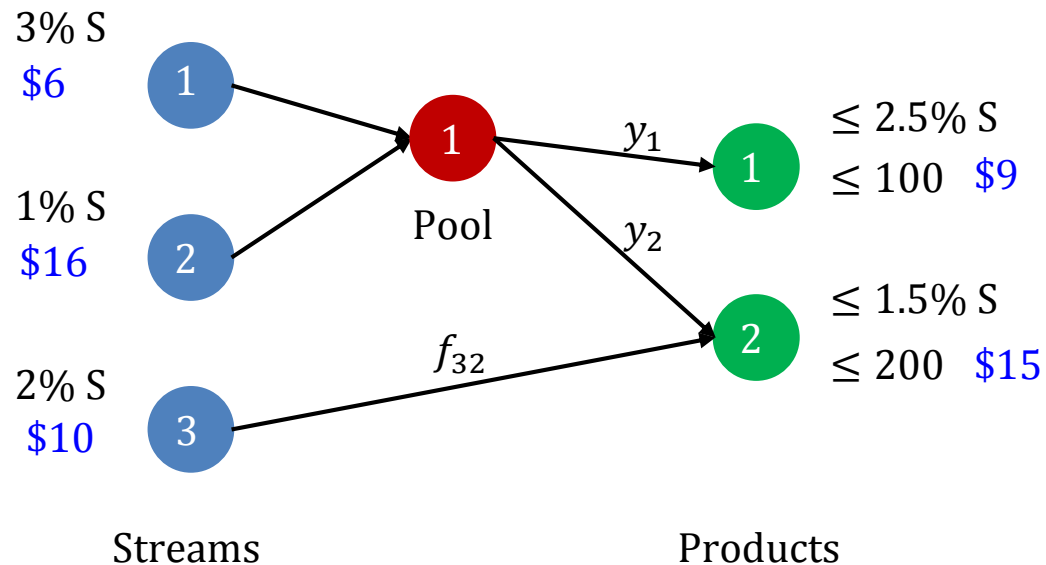 3% S
$6
1
1% S
$16
2
2% S
$10
3
Streams
1
Pool
y₁
y₂
f₃₂
1
≤ 2.5% S
≤ 100 $9
2
≤ 1.5% S
≤ 200 $15
Products